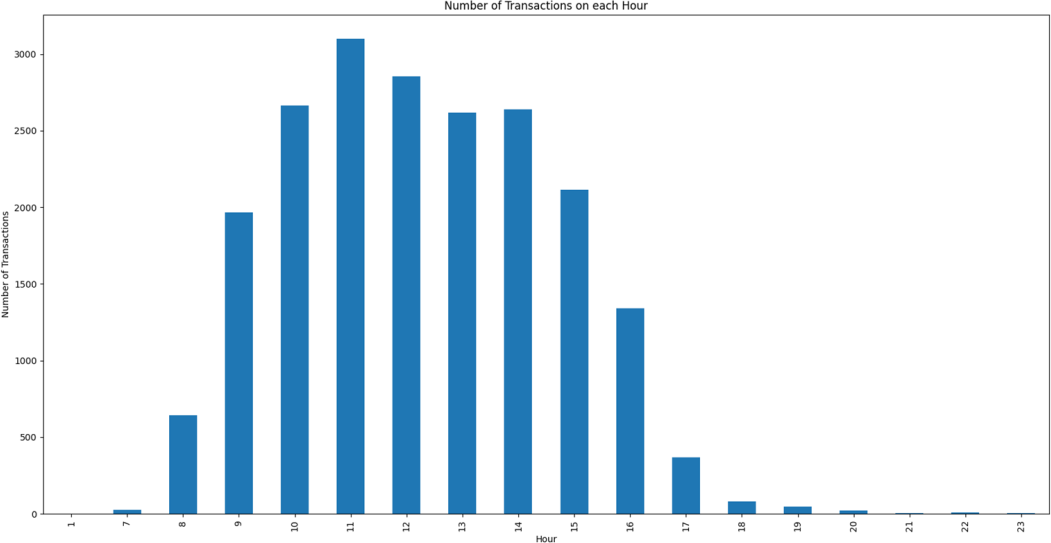 Number of Transactions on each Hour
Number of Transactions
3000
2500
2000
1500
1000
500
0
1 7 8 9 10 11 12 13 14 15 16 17 18 19 20 21 22 23
Hour